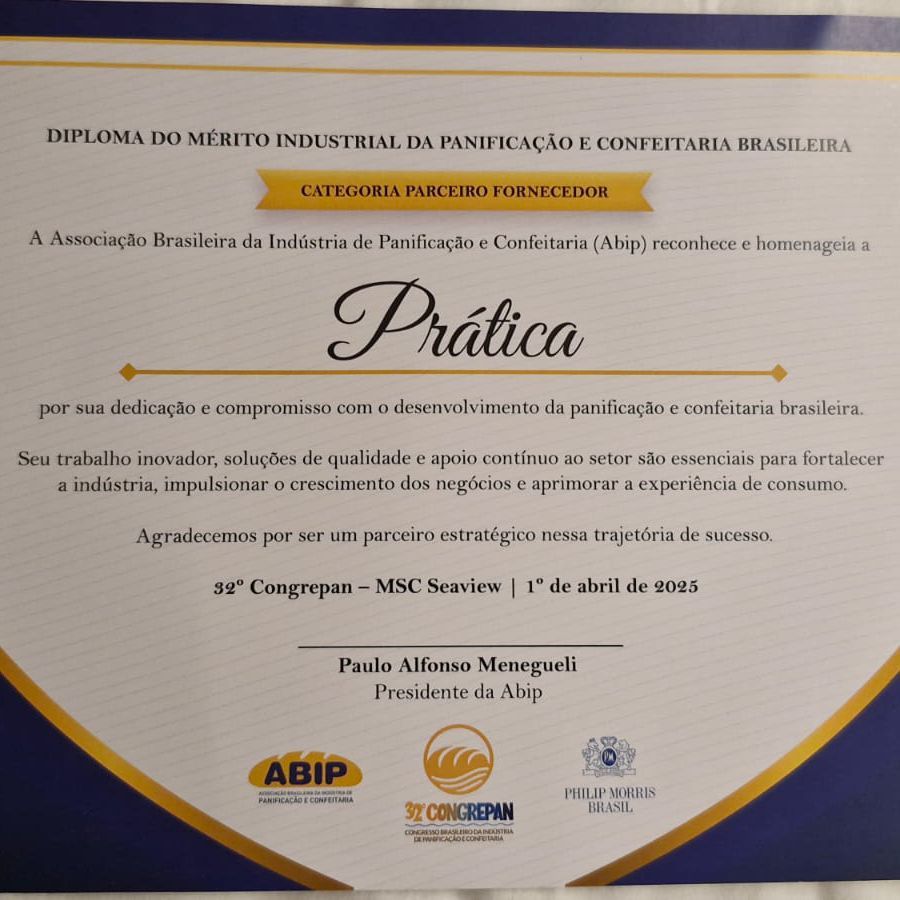 DIPLOMA DO MÉRITO INDUSTRIAL DA PANIFICAÇÃO E CONFEITARIA BRASILEIRA
CATEGORIA PARCEIRO FORNECEDOR
A Associação Brasileira da Indústria de Panificação e Confeitaria (Abip) reconhece e homenageia a
Prática
por sua dedicação e compromisso com o desenvolvimento da panificação e confeitaria brasileira.
Seu trabalho inovador, soluções de qualidade e apoio contínuo ao setor são essenciais para fortalecer
a indústria, impulsionar o crescimento dos negócios e aprimorar a experiência de consumo.
Agradecemos por ser um parceiro estratégico nessa trajetória de sucesso.
32º Congrepan – MSC Seaview | 1º de abril de 2025
Paulo Alfonso Menegueli
Presidente da Abip
ABIP
ASSOCIAÇÃO BRASILEIRA DA INDÚSTRIA DE
PANIFICAÇÃO E CONFEITARIA
32º CONGREPAN
CONGRESSO BRASILEIRO DA INDÚSTRIA
DE PANIFICAÇÃO E CONFEITARIA
PM
PHILIP MORRIS
BRASIL